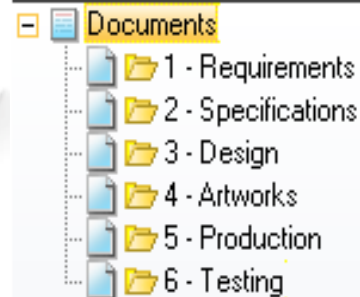 Documents
1 - Requirements
2 - Specifications
3 - Design
4 - Artworks
5 - Production
6 - Testing